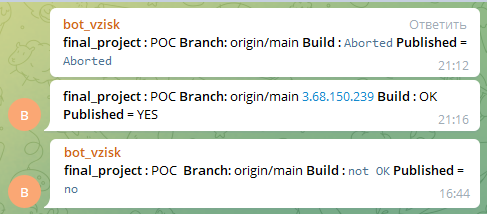 bot_vzisk Ответить
final_project : POC Branch: origin/main Build : Aborted Published =
Aborted
21:12
final_project : POC Branch: origin/main 3.68.150.239 Build : OK
Published = YES
21:16
B
bot_vzisk
final_project : POC Branch: origin/main Build : not OK Published =
no
16:44
B